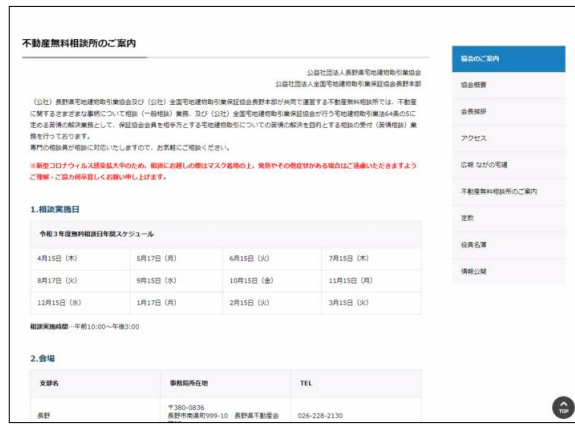 不動産無料相談所のご案内
公益社団法人長野県宅地建物取引業協会
公益社団法人全国宅地建物取引業保証協会長野本部
(公社)長野県宅地建物取引業協会及び(公社)全国宅地建物取引業保証協会長野本部が共同で運営する不動産無料相談所では、不動産
に関するさまざまな事柄について相談(一般相談)業務、及び(公社)全国宅地建物取引業保証協会が行う宅地建物取引業法64条の5に
定める苦情の解決業務として、保証協会会員を相手方とする宅地建物取引についての苦情の解決を目的とする相談の受付(苦情相談)業
務を行っております。
専門の相談員が相談に対応いたしますので、お気軽にご相談ください。
※新型コロナウィルス感染拡大中のため、相談にお越しの際はマスク着用の上、発熱やその他症状がある場合はご遠慮いただきますよう
ご理解・ご協力何卒宜しくお願い申し上げます。
1.相談実施日
令和3年度無料相談日年間スケジュール
4月15日(木) 5月17日(月) 6月15日(火) 7月15日(木)
8月17日(火) 9月15日(水) 10月15日(金) 11月15日(月)
12月15日(水) 1月17日(月) 2月15日(火) 3月15日(火)
相談実施時間…午前10:00～午後3:00
2.会場
支部名 事務局所在地 TEL
〒380-0836
長野 長野市南県町999-10 長野県不動産会 026-228-2130
協会のご案内
協会概要
会長挨拶
アクセス
広報 ながの宅建
不動産無料相談所のご案内
定款
役員名簿
情報公開
TOP